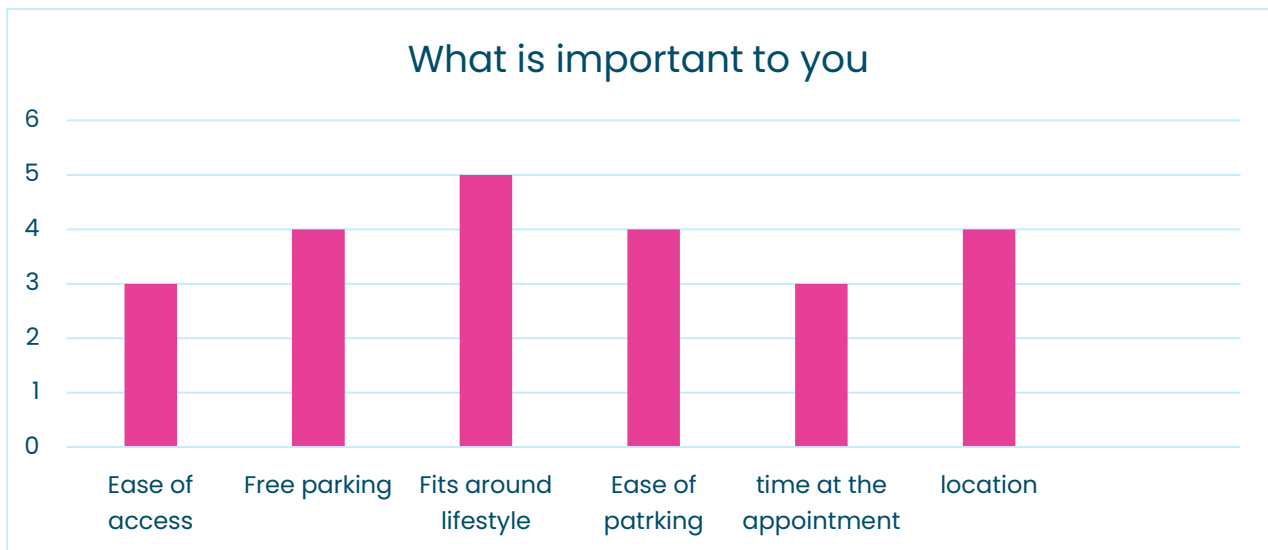 What is important to you
6
5
4
3
2
1
0
Ease of access
Free parking
Fits around lifestyle
Ease of patrking
time at the appointment
location